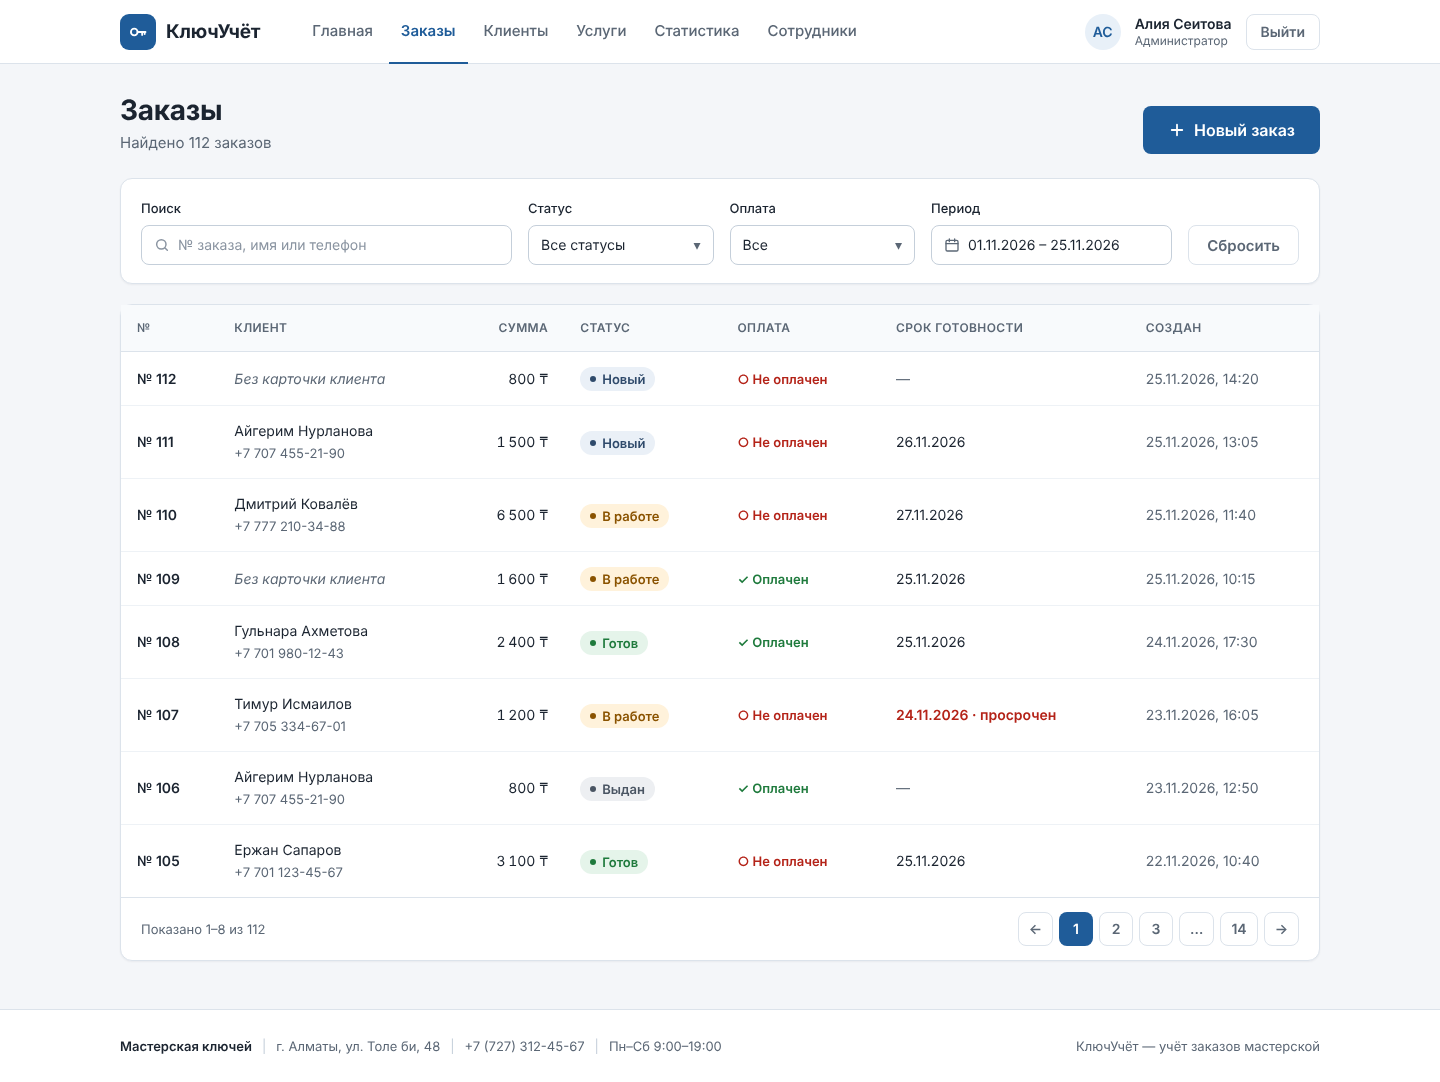 КлючУчёт Главная Заказы Клиенты Услуги Статистика Сотрудники АС Алия Сеитова Выйти
Администратор
Заказы
Найдено 112 заказов
+ Новый заказ
Поиск Статус Оплата Период
№ заказа, имя или телефон Все статусы ▾ Все ▾ 01.11.2026 – 25.11.2026 Сбросить
№ КЛИЕНТ СУММА СТАТУС ОПЛАТА СРОК ГОТОВНОСТИ СОЗДАН
№ 112 Без карточки клиента 800 ₸ Новый Не оплачен — 25.11.2026, 14:20
№ 111 Айгерим Нурланова 1 500 ₸ Новый Не оплачен 26.11.2026 25.11.2026, 13:05
+7 707 455-21-90
№ 110 Дмитрий Ковалёв 6 500 ₸ В работе Не оплачен 27.11.2026 25.11.2026, 11:40
+7 777 210-34-88
№ 109 Без карточки клиента 1 600 ₸ В работе ✓ Оплачен 25.11.2026 25.11.2026, 10:15
№ 108 Гульнара Ахметова 2 400 ₸ Готов ✓ Оплачен 25.11.2026 24.11.2026, 17:30
+7 701 980-12-43
№ 107 Тимур Исмаилов 1 200 ₸ В работе Не оплачен 24.11.2026 · просрочен 23.11.2026, 16:05
+7 705 334-67-01
№ 106 Айгерим Нурланова 800 ₸ Выдан ✓ Оплачен — 23.11.2026, 12:50
+7 707 455-21-90
№ 105 Ержан Сапаров 3 100 ₸ Готов Не оплачен 25.11.2026 22.11.2026, 10:40
+7 701 123-45-67
Показано 1–8 из 112 ← 1 2 3 … 14 →
Мастерская ключей | г. Алматы, ул. Толе би, 48 | +7 (727) 312-45-67 | Пн–Сб 9:00–19:00 КлючУчёт — учёт заказов мастерской